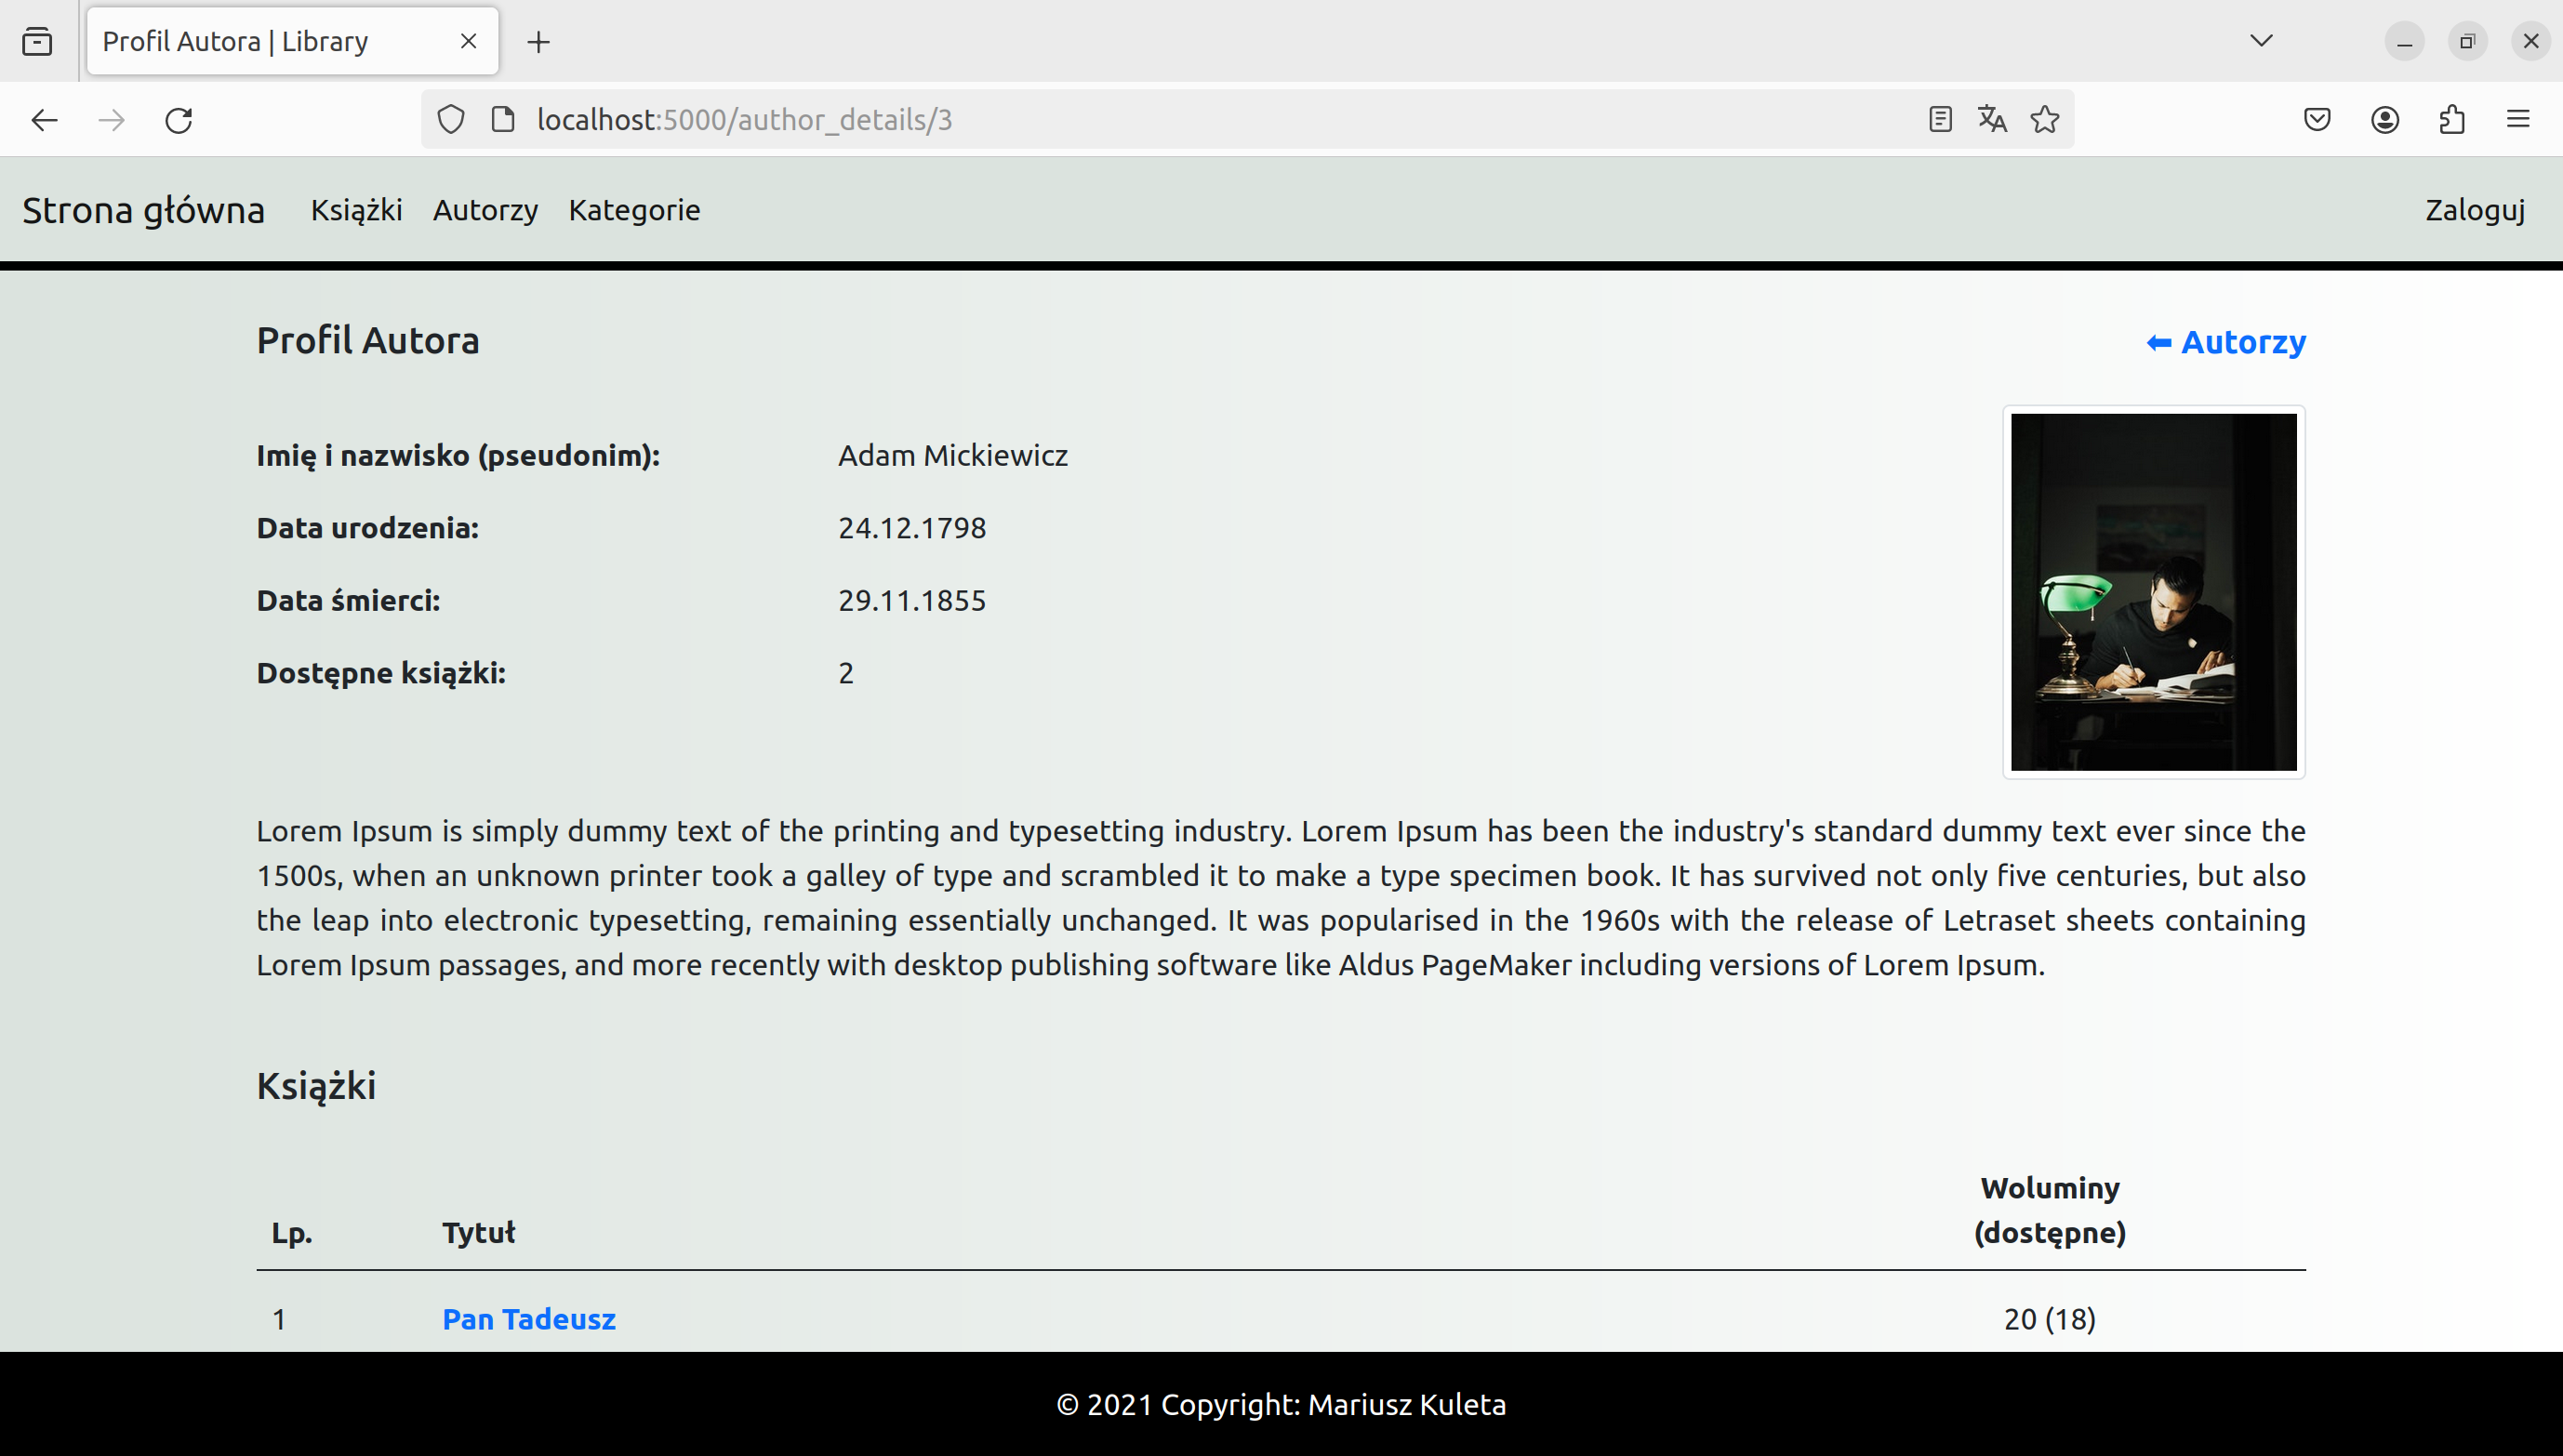 Profil Autora | Library
localhost:5000/author_details/3
Strona główna Książki Autorzy Kategorie Zaloguj
Profil Autora
⬅ Autorzy
Imię i nazwisko (pseudonim): Adam Mickiewicz
Data urodzenia: 24.12.1798
Data śmierci: 29.11.1855
Dostępne książki: 2
Lorem Ipsum is simply dummy text of the printing and typesetting industry. Lorem Ipsum has been the industry's standard dummy text ever since the
1500s, when an unknown printer took a galley of type and scrambled it to make a type specimen book. It has survived not only five centuries, but also
the leap into electronic typesetting, remaining essentially unchanged. It was popularised in the 1960s with the release of Letraset sheets containing
Lorem Ipsum passages, and more recently with desktop publishing software like Aldus PageMaker including versions of Lorem Ipsum.
Książki
Lp. Tytuł Woluminy
(dostępne)
1 Pan Tadeusz 20 (18)
© 2021 Copyright: Mariusz Kuleta